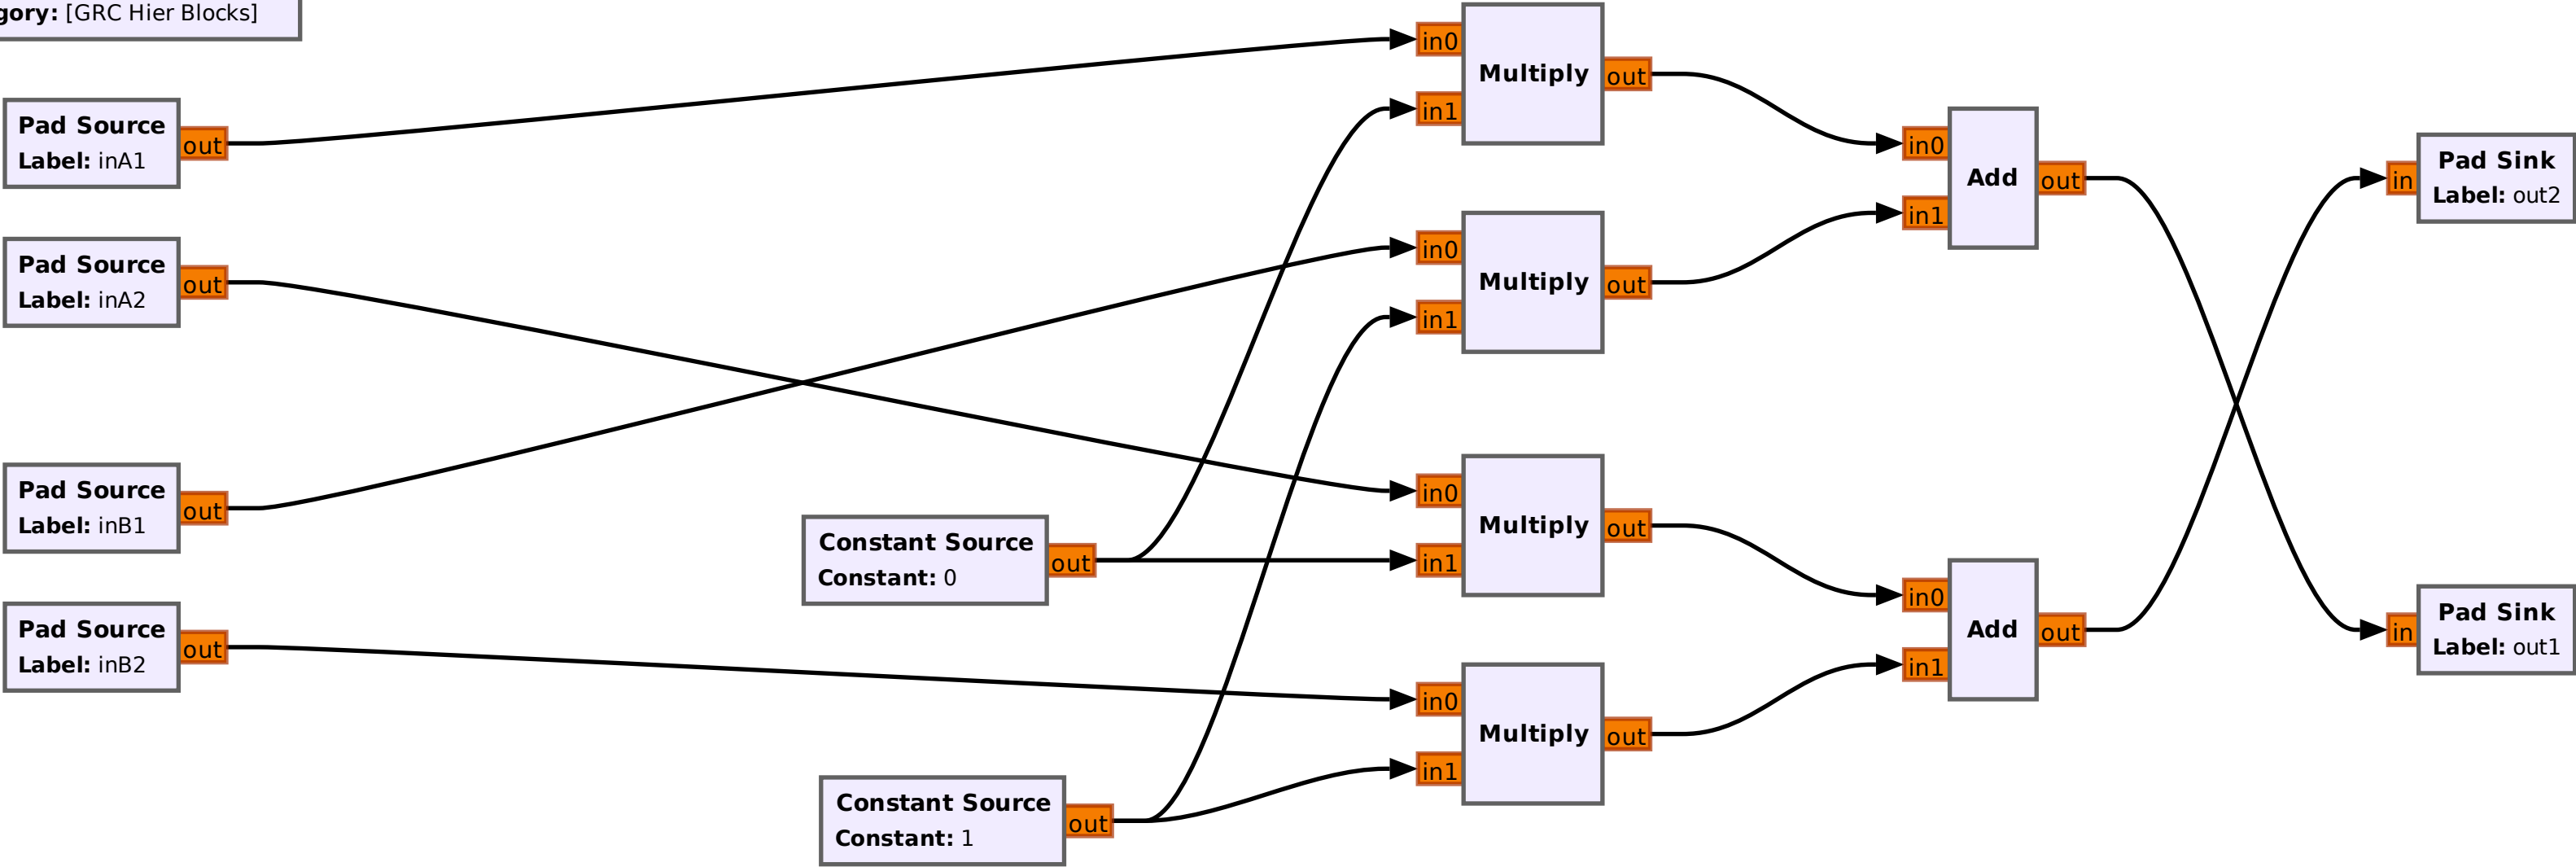 gory: [GRC Hier Blocks]
Pad Source
Label: inA1
out
Pad Source
Label: inA2
out
Pad Source
Label: inB1
out
Pad Source
Label: inB2
out
Constant Source
Constant: 0
out
Constant Source
Constant: 1
out
in0
in1
Multiply
out
in0
in1
Multiply
out
in0
in1
Multiply
out
in0
in1
Multiply
out
in0
in1
Add
out
in0
in1
Add
out
in
Pad Sink
Label: out2
in
Pad Sink
Label: out1